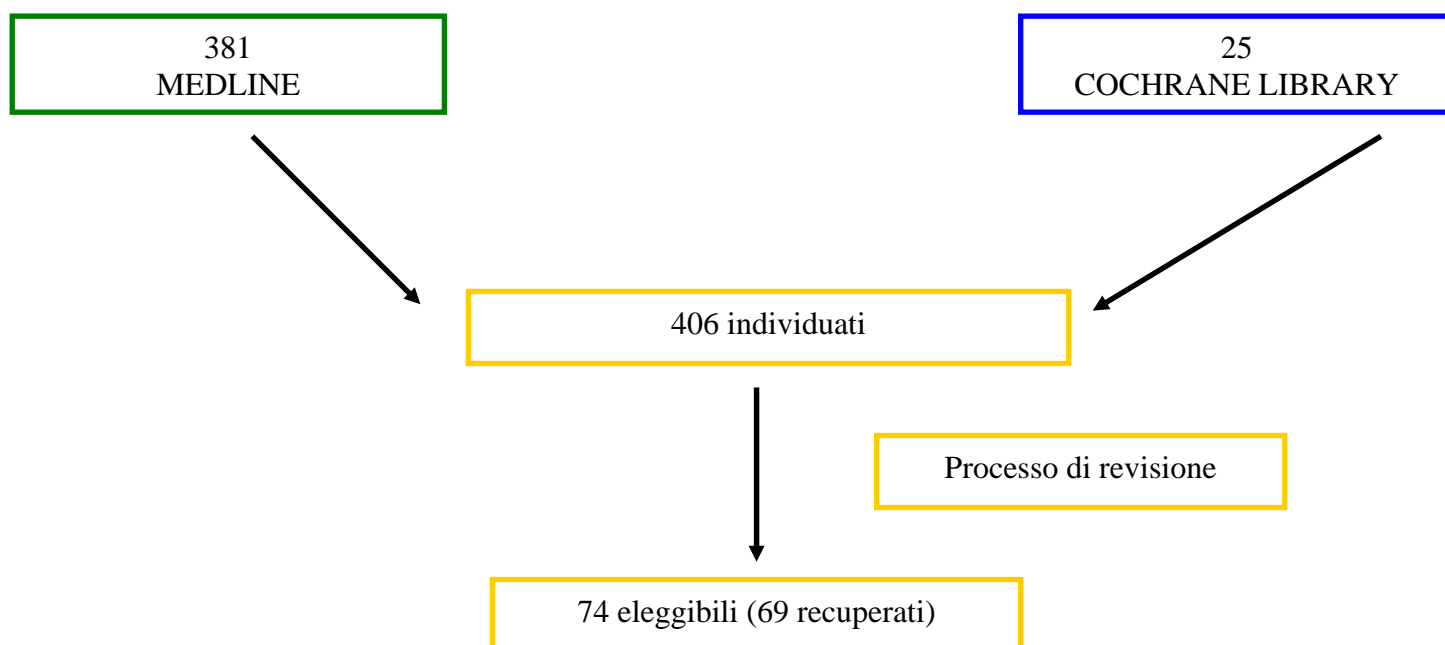 381
MEDLINE
25
COCHRANE LIBRARY
406 individuati
Processo di revisione
74 eleggibili (69 recuperati)